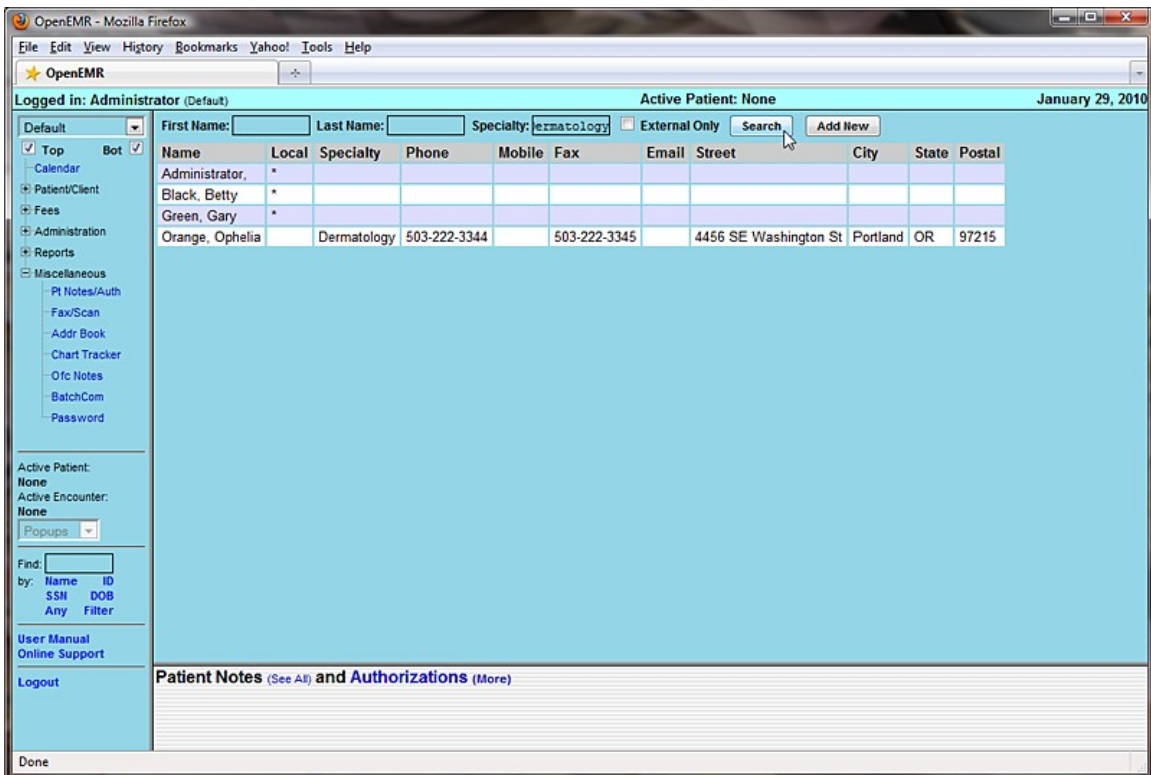 OpenEMR - Mozilla Firefox
File Edit View History Bookmarks Yahoo! Tools Help
OpenEMR
Logged in: Administrator (Default) Active Patient: None January 29, 2010
Default
Top Bot
Calendar
Patient/Client
Fees
Administration
Reports
Miscellaneous
Pt Notes/Auth
Fax/Scan
Addr Book
Chart Tracker
Ofc Notes
BatchCom
Password
Active Patient:
None
Active Encounter:
None
Popups
Find:
by: Name ID
SSN DOB
Any Filter
User Manual
Online Support
Logout
First Name: Last Name: Specialty: ermatology External Only Search Add New
Name Local Specialty Phone Mobile Fax Email Street City State Postal
Administrator, *
Black, Betty *
Green, Gary *
Orange, Ophelia Dermatology 503-222-3344 503-222-3345 4456 SE Washington St Portland OR 97215
Patient Notes (See All) and Authorizations (More)
Done